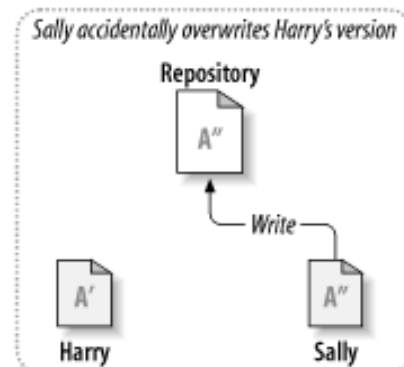 Sally accidentally overwrites Harry's version
Repository
A"
Write
A'
A"
Harry
Sally